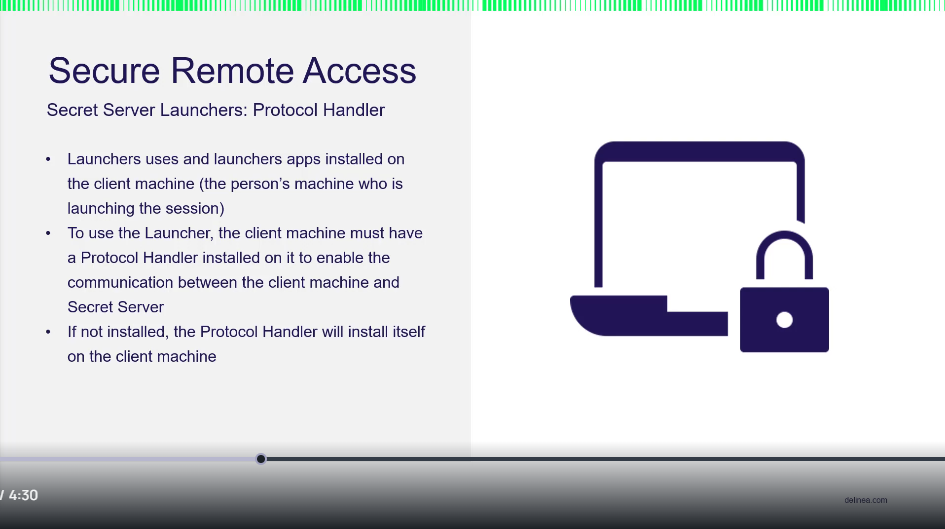 Secure Remote Access
Secret Server Launchers: Protocol Handler
• Launchers uses and launchers apps installed on
the client machine (the person's machine who is
launching the session)
• To use the Launcher, the client machine must have
a Protocol Handler installed on it to enable the
communication between the client machine and
Secret Server
• If not installed, the Protocol Handler will install itself
on the client machine
/ 4:30
delinea.com